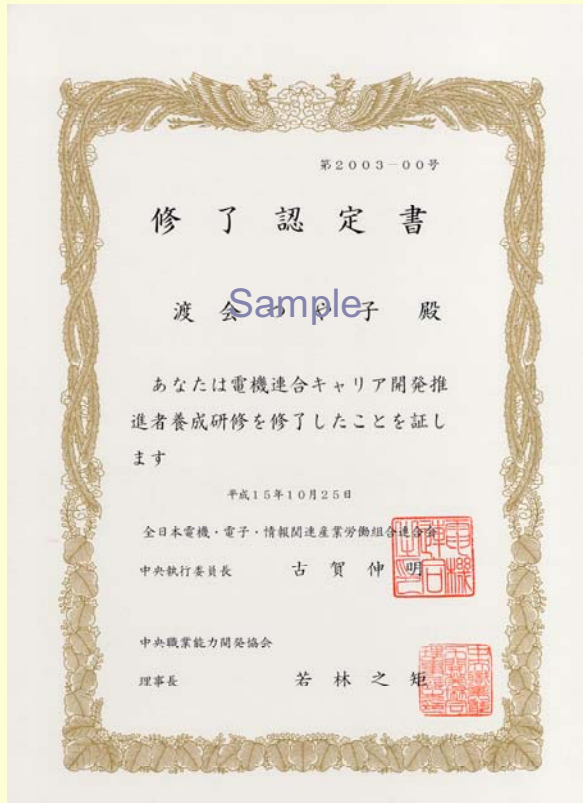 第2003-00号
修了認定書
渡会つや子 殿
Sample
あなたは電機連合キャリア開発推
進者養成研修を修了したことを証し
ます
平成15年10月25日
全日本電機・電子・情報関連産業労働組合連合会
中央執行委員長 古賀伸明
中央職業能力開発協会
理事長 若林之矩